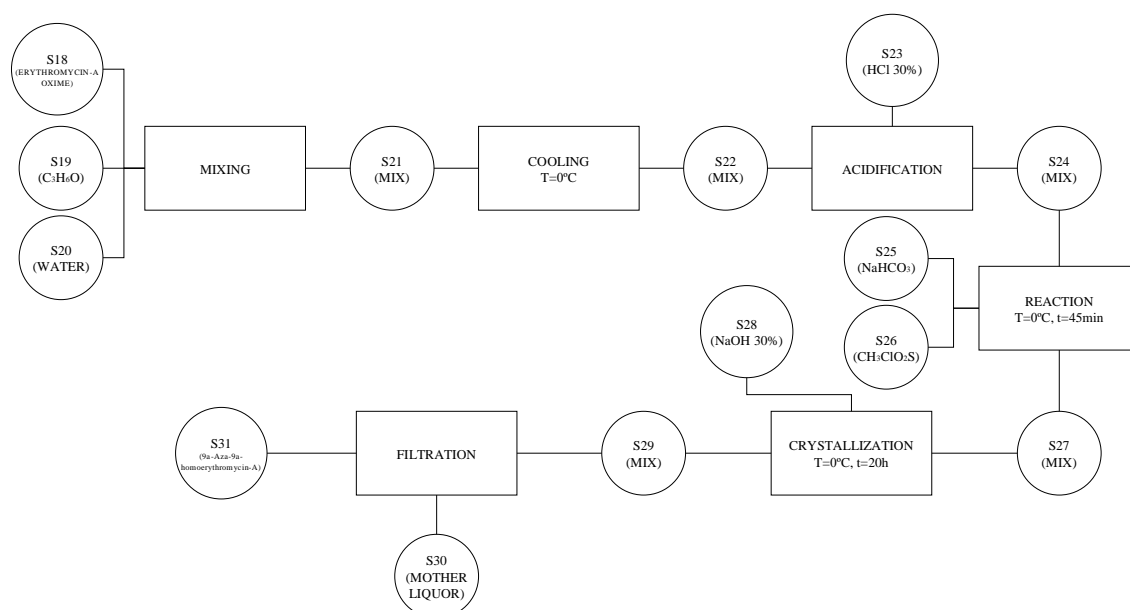 S18
(ERYTHROMYCIN-A
OXIME)
S19
(C₃H₆O)
S20
(WATER)
MIXING
S21
(MIX)
COOLING
T=0ºC
S22
(MIX)
S23
(HCl 30%)
ACIDIFICATION
S24
(MIX)
S25
(NaHCO₃)
S26
(CH₃ClO₂S)
REACTION
T=0ºC, t=45min
S27
(MIX)
S28
(NaOH 30%)
CRYSTALLIZATION
T=0ºC, t=20h
S29
(MIX)
FILTRATION
S30
(MOTHER
LIQUOR)
S31
(9a-Aza-9a-
homoerythromycin-A)